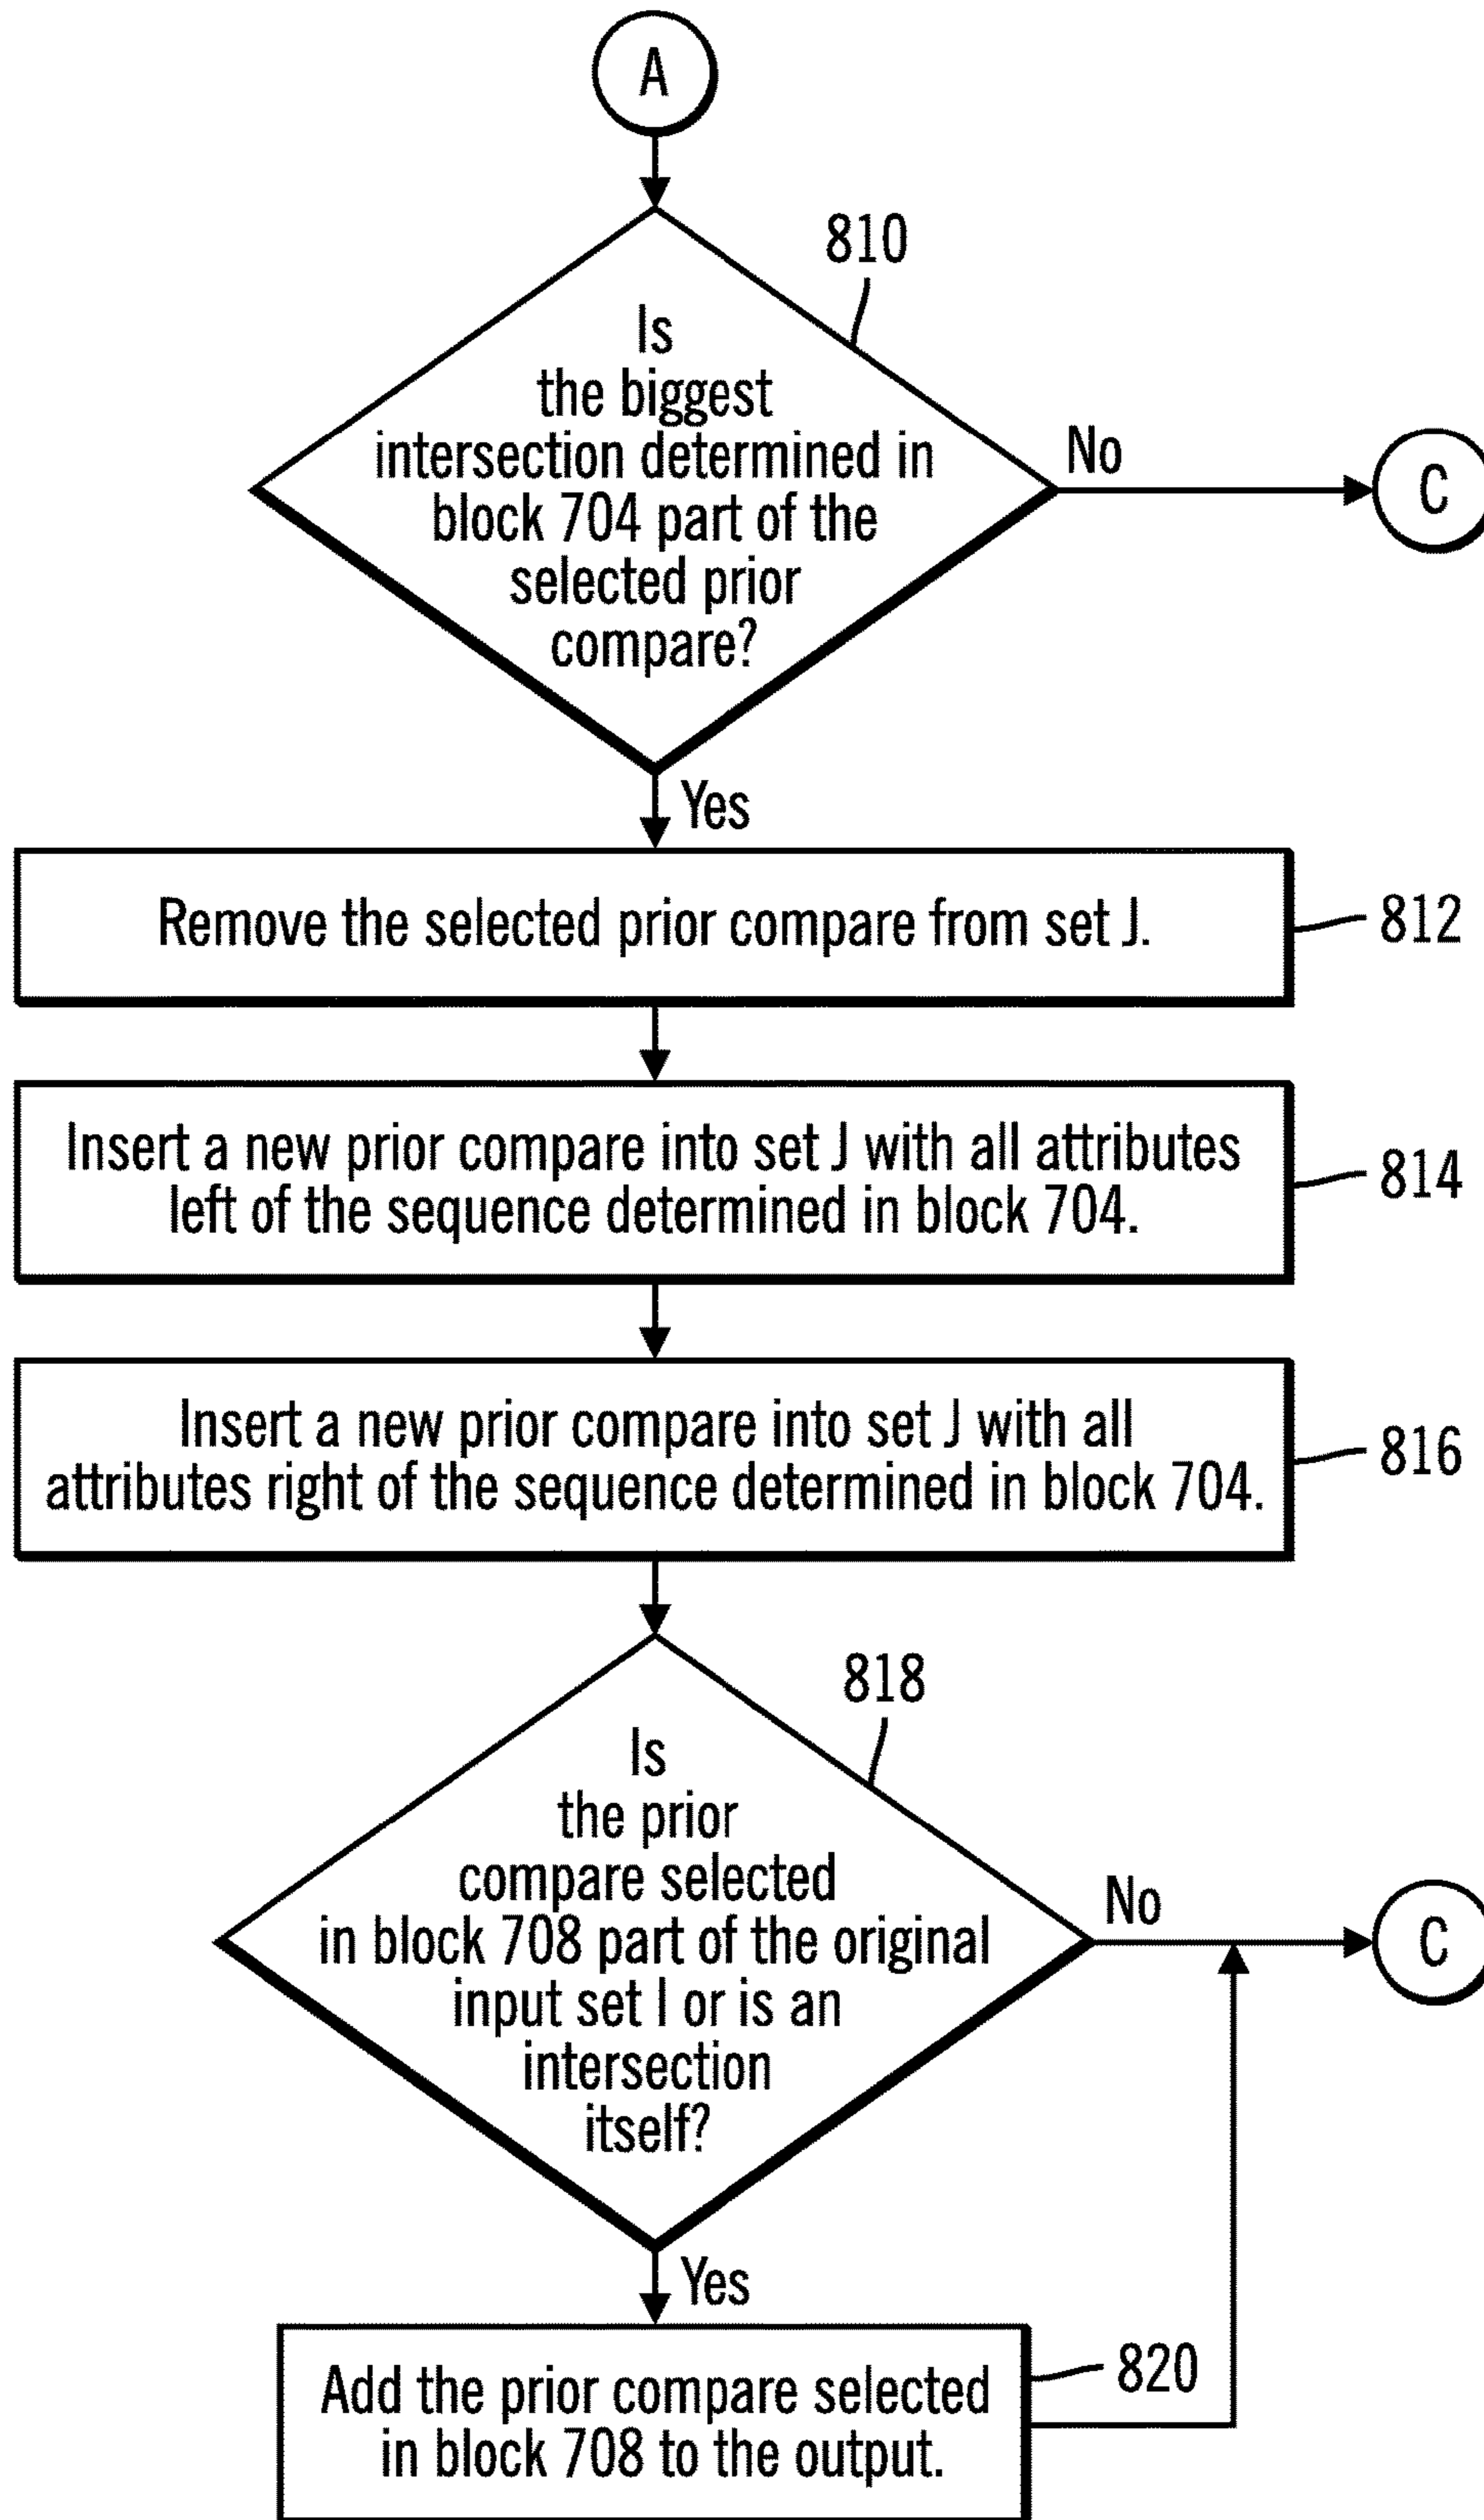 A
810
Is
the biggest
intersection determined in
block 704 part of the
selected prior
compare?
No
C
Yes
Remove the selected prior compare from set J.
812
Insert a new prior compare into set J with all attributes
left of the sequence determined in block 704.
814
Insert a new prior compare into set J with all
attributes right of the sequence determined in block 704.
816
818
Is
the prior
compare selected
in block 708 part of the original
input set I or is an
intersection
itself?
No
C
Yes
Add the prior compare selected
in block 708 to the output.
820